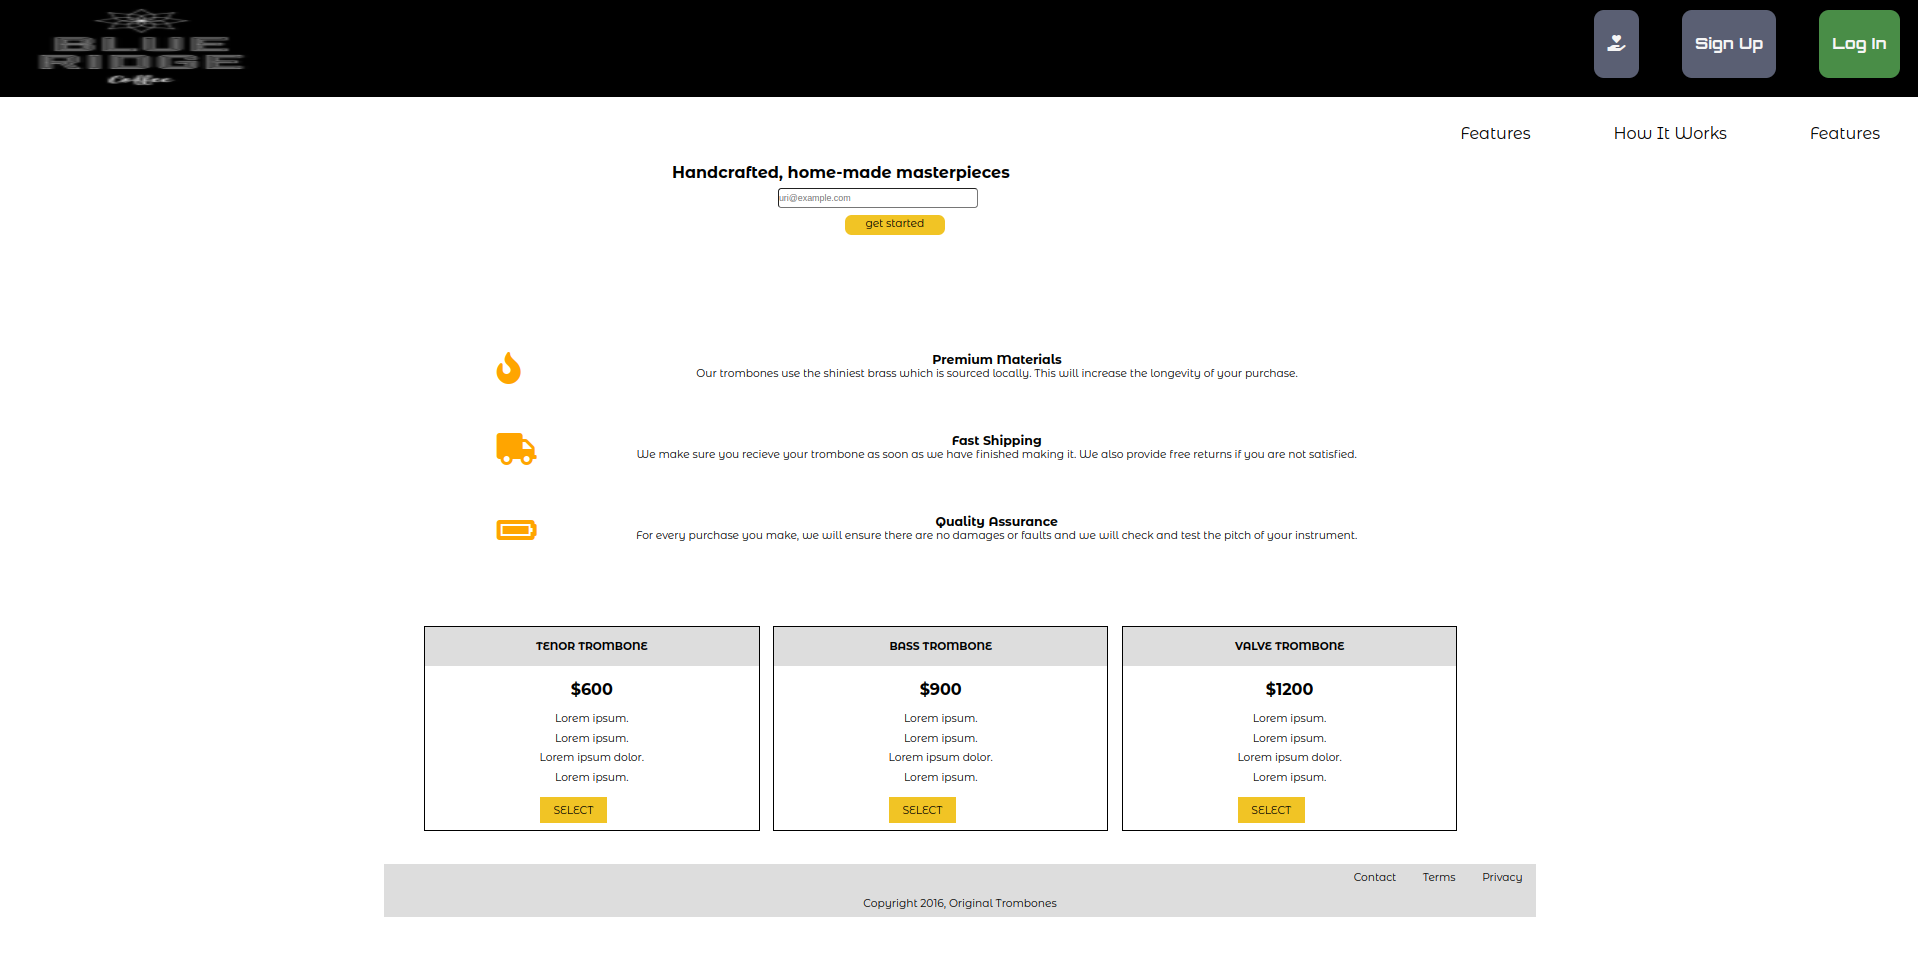 BLUE
RIDGE
Coffee
Sign Up
Log In
Features
How It Works
Features
Handcrafted, home-made masterpieces
uri@example.com
get started
Premium Materials
Our trombones use the shiniest brass which is sourced locally. This will increase the longevity of your purchase.
Fast Shipping
We make sure you recieve your trombone as soon as we have finished making it. We also provide free returns if you are not satisfied.
Quality Assurance
For every purchase you make, we will ensure there are no damages or faults and we will check and test the pitch of your instrument.
TENOR TROMBONE
$600
Lorem ipsum.
Lorem ipsum.
Lorem ipsum dolor.
Lorem ipsum.
SELECT
BASS TROMBONE
$900
Lorem ipsum.
Lorem ipsum.
Lorem ipsum dolor.
Lorem ipsum.
SELECT
VALVE TROMBONE
$1200
Lorem ipsum.
Lorem ipsum.
Lorem ipsum dolor.
Lorem ipsum.
SELECT
Contact
Terms
Privacy
Copyright 2016, Original Trombones